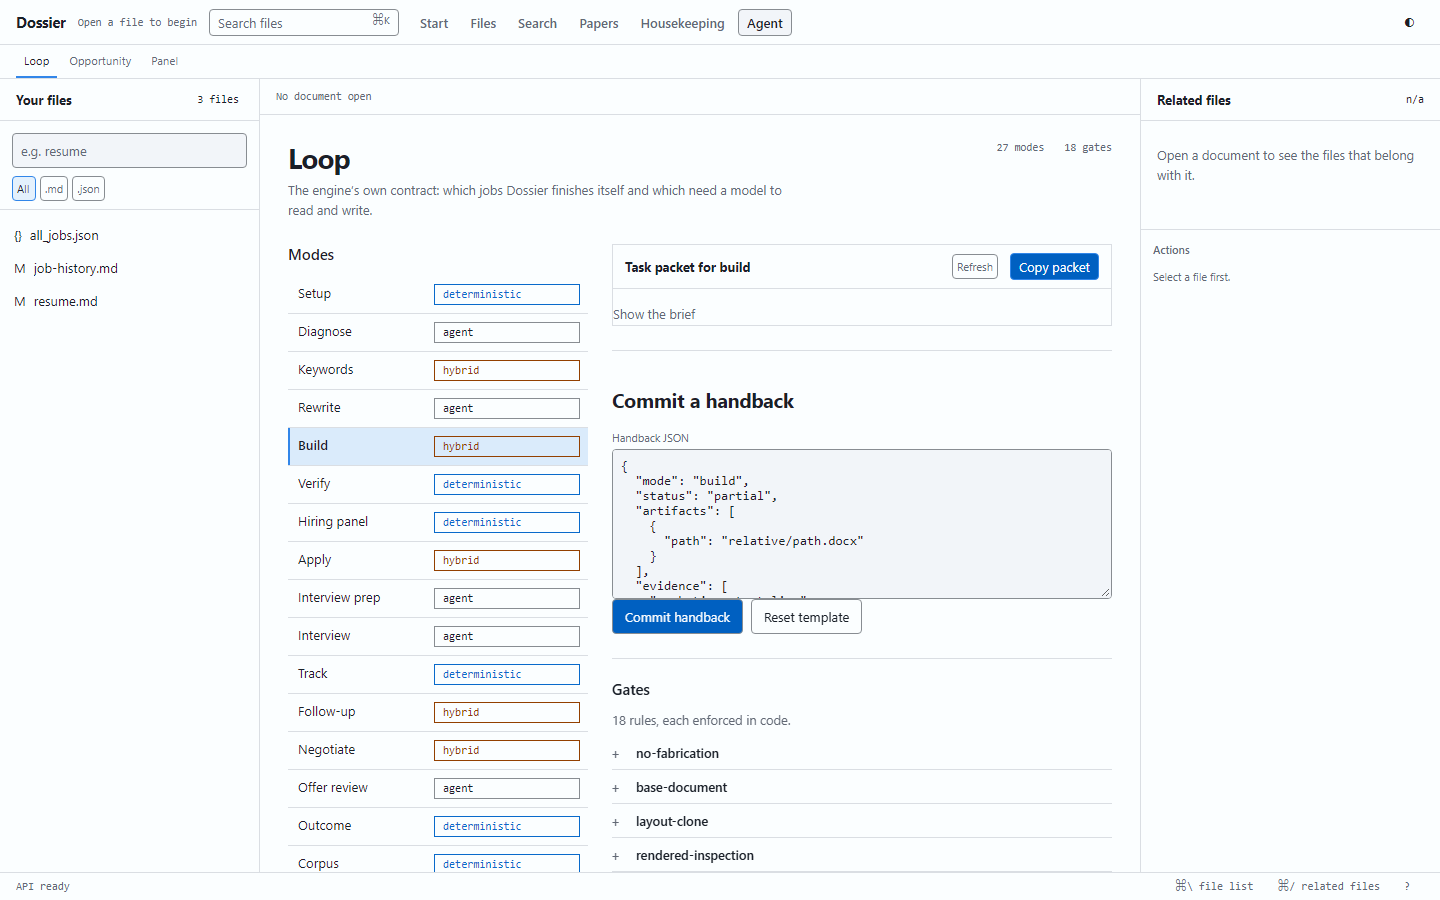 Dossier Open a file to begin Search files ⌘K Start Files Search Papers Housekeeping Agent
Loop Opportunity Panel
Your files 3 files
e.g. resume
All .md .json
{} all_jobs.json
M job-history.md
M resume.md
No document open
Loop
27 modes 18 gates
The engine's own contract: which jobs Dossier finishes itself and which need a model to
read and write.
Modes
Setup deterministic
Diagnose agent
Keywords hybrid
Rewrite agent
Build hybrid
Verify deterministic
Hiring panel deterministic
Apply hybrid
Interview prep agent
Interview agent
Track deterministic
Follow-up hybrid
Negotiate hybrid
Offer review agent
Outcome deterministic
Corpus deterministic
Task packet for build Refresh Copy packet
Show the brief
Commit a handback
Handback JSON
{
"mode": "build",
"status": "partial",
"artifacts": [
{
"path": "relative/path.docx"
}
],
"evidence": [
Commit handback Reset template
Gates
18 rules, each enforced in code.
+ no-fabrication
+ base-document
+ layout-clone
+ rendered-inspection
Related files n/a
Open a document to see the files that belong
with it.
Actions
Select a file first.
API ready ⌘\ file list ⌘/ related files ?